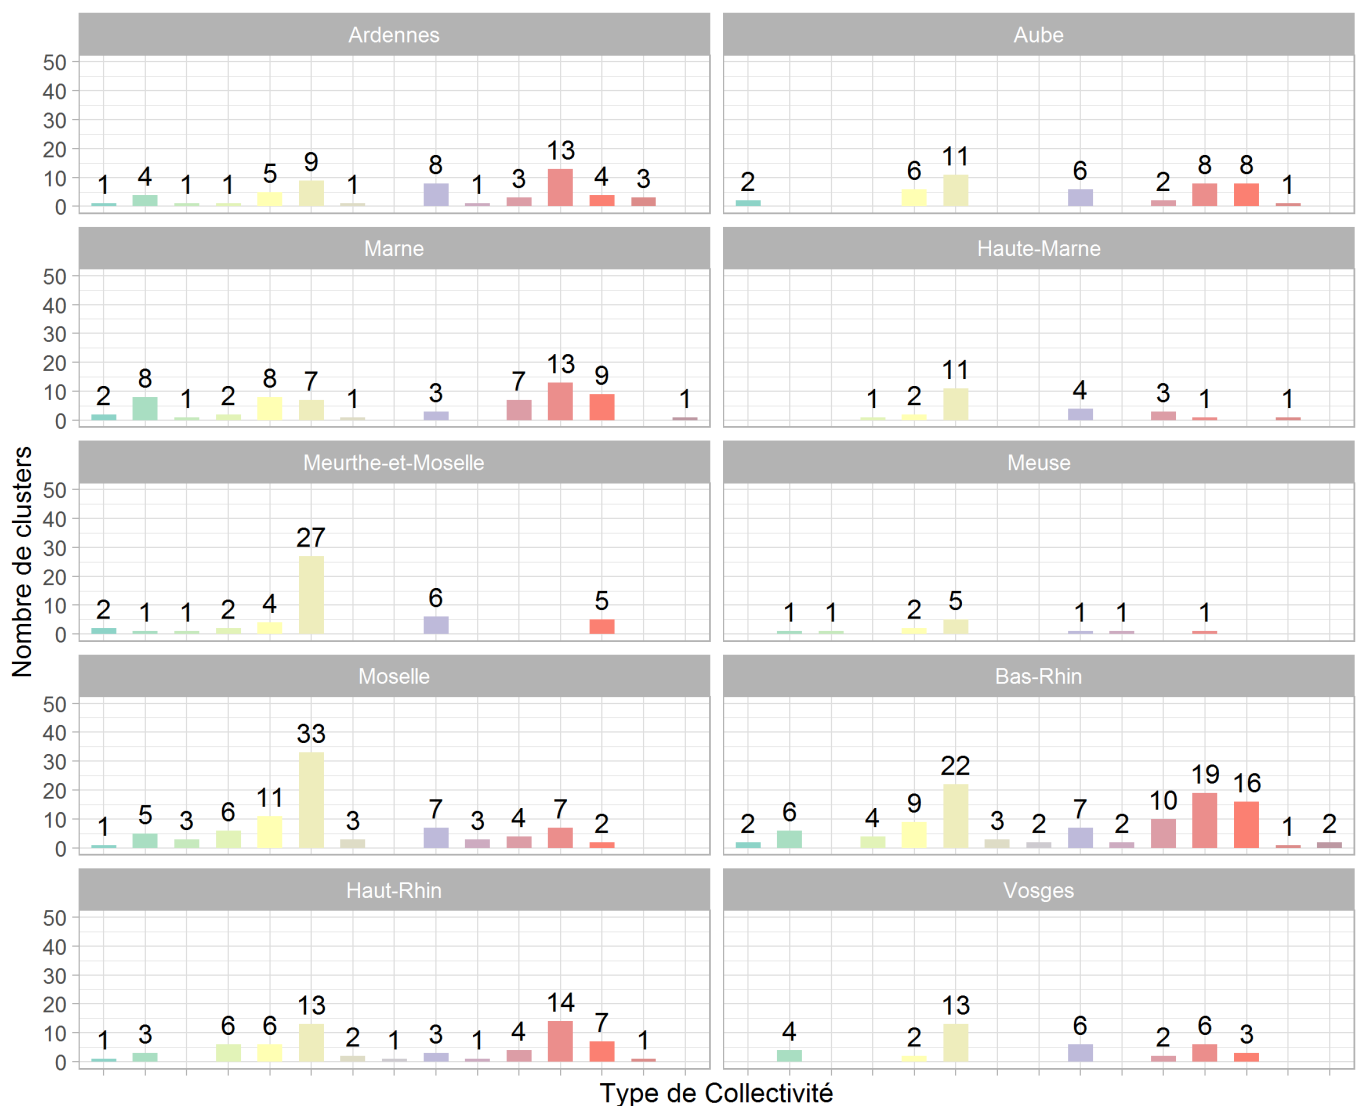 Ardennes
Aube
50
40
30
20
10
0
1 4 1 1 5 9 1 8 1 3 13 4 3
2 6 11 6 2 8 8 1
Marne
Haute-Marne
50
40
30
20
10
0
2 8 1 2 8 7 1 3 7 13 9 1
1 2 11 4 3 1 1
Meurthe-et-Moselle
Meuse
50
40
30
20
10
0
2 1 1 2 4 27 6 5
1 1 2 5 1 1 1
Moselle
Bas-Rhin
50
40
30
20
10
0
1 5 3 6 11 33 3 7 3 4 7 2
2 6 4 9 22 3 2 7 2 10 19 16 1 2
Haut-Rhin
Vosges
50
40
30
20
10
0
1 3 6 6 13 2 1 3 1 4 14 7 1
4 2 13 6 2 6 3
Nombre de clusters
Type de Collectivité